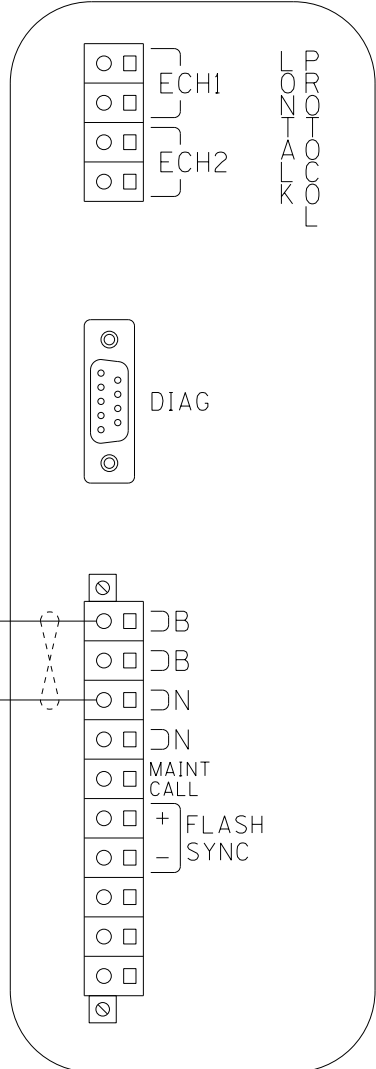 ECH1
ECH2
LONTALK
PROTOCOL
DIAG
B
B
N
N
MAINT
CALL
+ FLASH
- SYNC